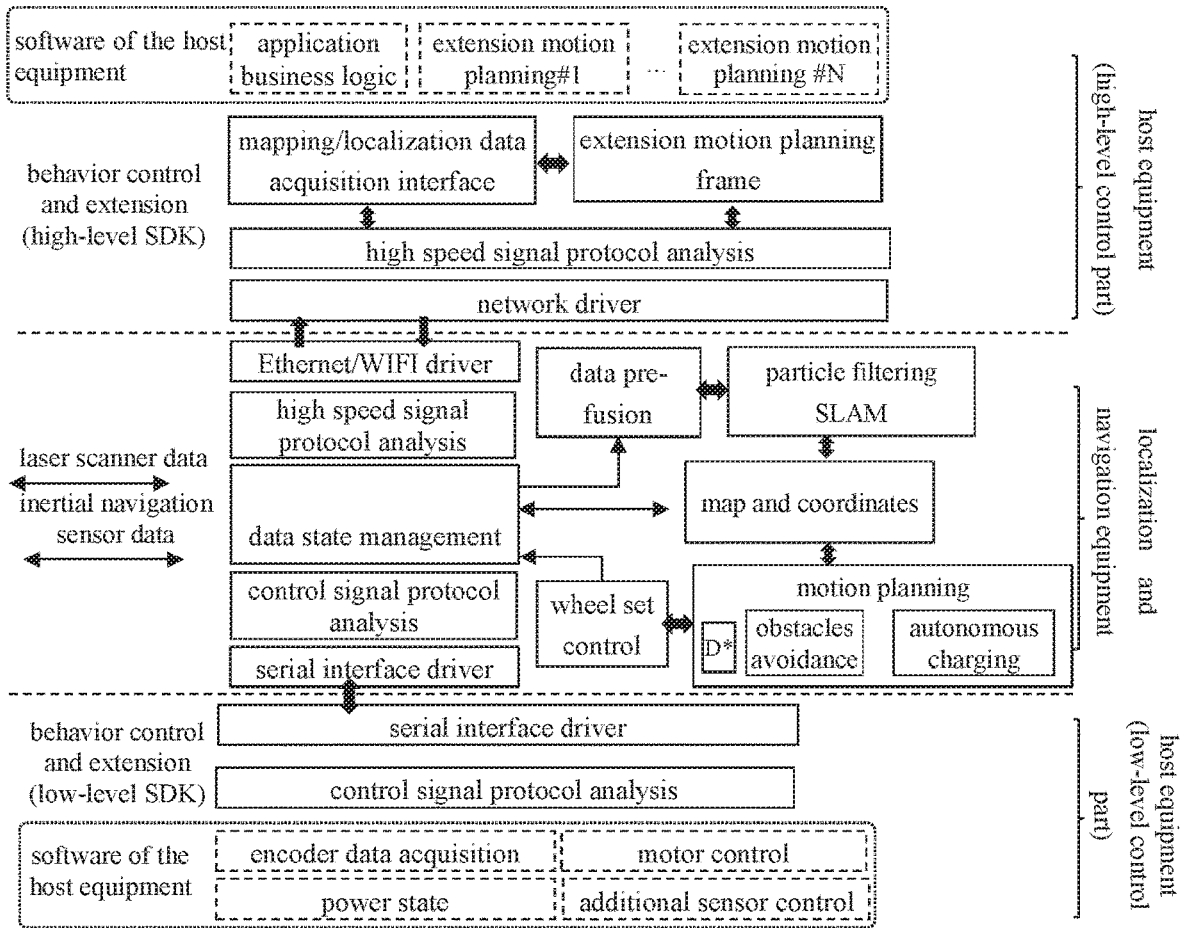 software of the host
equipment
application
business logic
extension motion
planning#1
...
extension motion
planning #N
host equipment
(high-level control part)
behavior control
and extension
(high-level SDK)
mapping/localization data
acquisition interface
extension motion planning
frame
high speed signal protocol analysis
network driver
Ethernet/WIFI driver
high speed signal
protocol analysis
data pre-
fusion
particle filtering
SLAM
laser scanner data
inertial navigation
sensor data
data state management
map and coordinates
localization and
navigation equipment
control signal protocol
analysis
wheel set
control
motion planning
D*
obstacles
avoidance
autonomous
charging
serial interface driver
behavior control
and extension
(low-level SDK)
serial interface driver
control signal protocol analysis
host equipment
(low-level control
part)
software of the
host equipment
encoder data acquisition
motor control
power state
additional sensor control